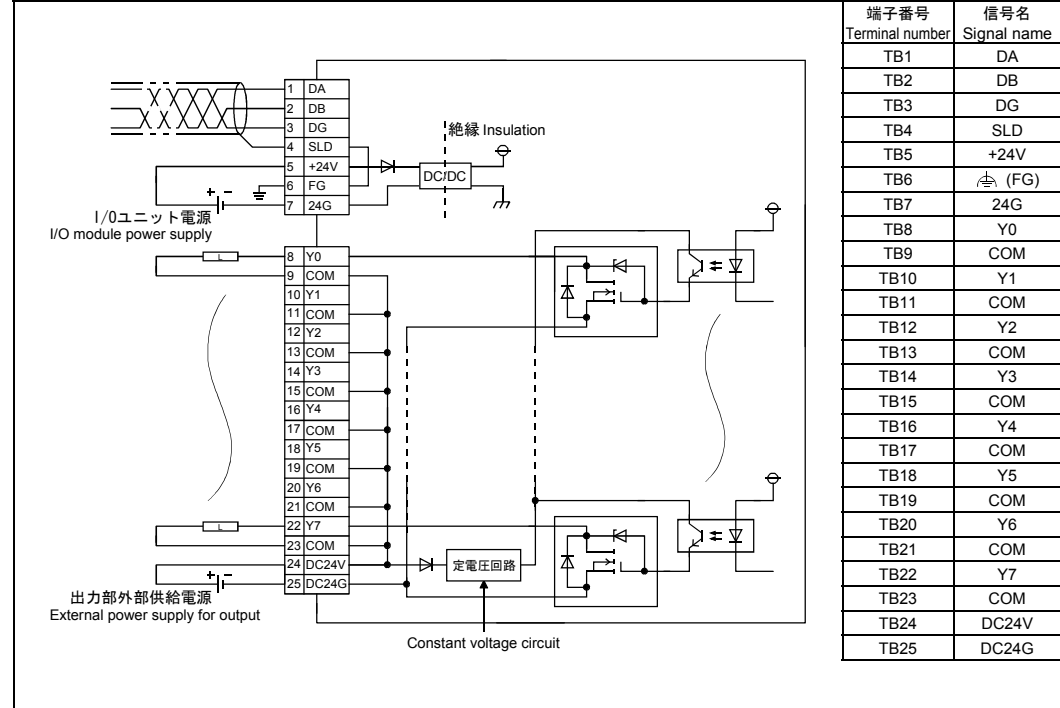 1 DA
2 DB
3 DG
4 SLD
5 +24V
6 FG
7 24G
絶縁 Insulation
DC/DC
+ -
I/Oユニット電源
I/O module power supply
L
8 Y0
9 COM
10 Y1
11 COM
12 Y2
13 COM
14 Y3
15 COM
16 Y4
17 COM
18 Y5
19 COM
20 Y6
21 COM
22 Y7
23 COM
24 DC24V
25 DC24G
L
+ -
出力部外部供給電源
External power supply for output
定電圧回路
Constant voltage circuit
端子番号 信号名
Terminal number Signal name
TB1 DA
TB2 DB
TB3 DG
TB4 SLD
TB5 +24V
TB6 (FG)
TB7 24G
TB8 Y0
TB9 COM
TB10 Y1
TB11 COM
TB12 Y2
TB13 COM
TB14 Y3
TB15 COM
TB16 Y4
TB17 COM
TB18 Y5
TB19 COM
TB20 Y6
TB21 COM
TB22 Y7
TB23 COM
TB24 DC24V
TB25 DC24G